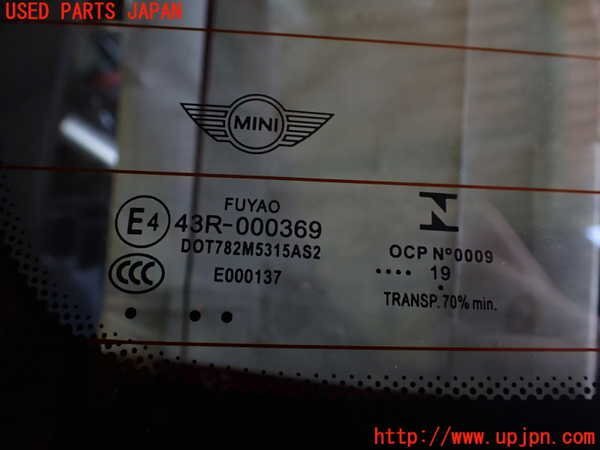 USED PARTS JAPAN
MINI
FUYAO
E4 43R-000369
DOT782M5315AS2
CCC E000137
OCP Nº0009
•••• 19
TRANSP. 70% min.
http://www.upjpn.com/